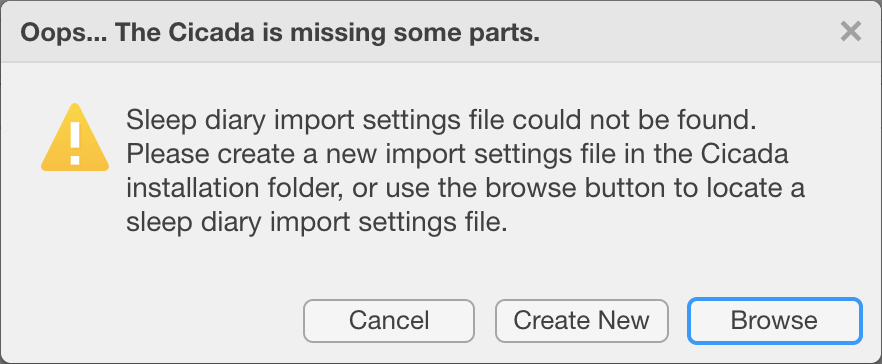 Oops... The Cicada is missing some parts.
Sleep diary import settings file could not be found.
Please create a new import settings file in the Cicada
installation folder, or use the browse button to locate a
sleep diary import settings file.
Cancel
Create New
Browse